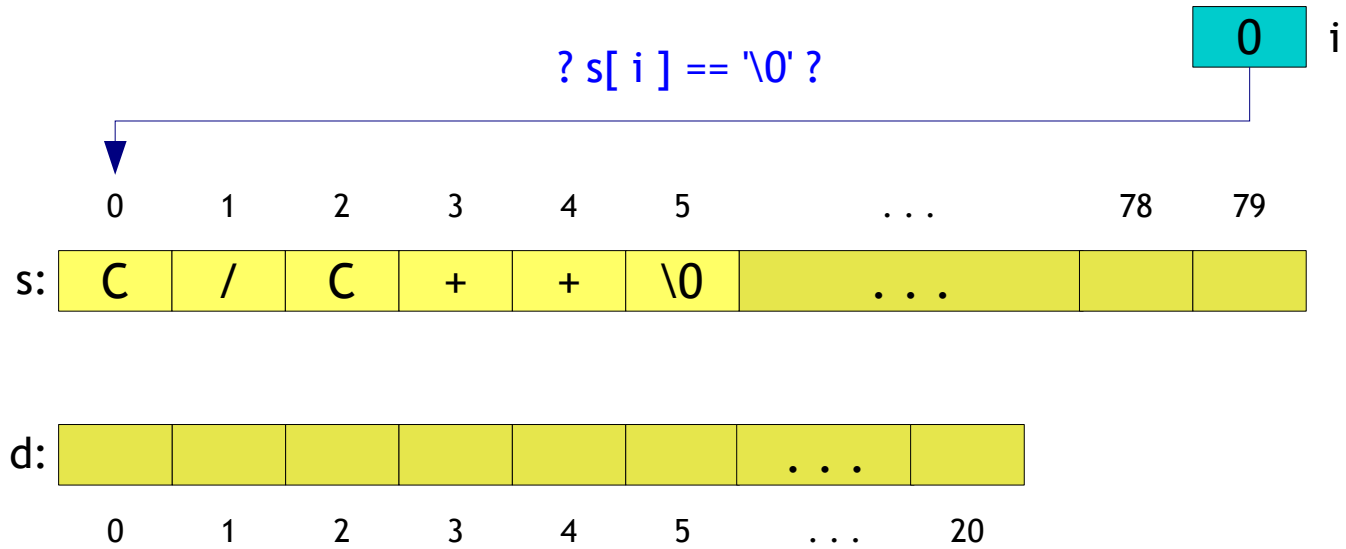 0 i
? s[ i ] == '\0' ?
0 1 2 3 4 5 . . . 78 79
s: C / C + + \0 . . .
d: . . .
0 1 2 3 4 5 . . . 20